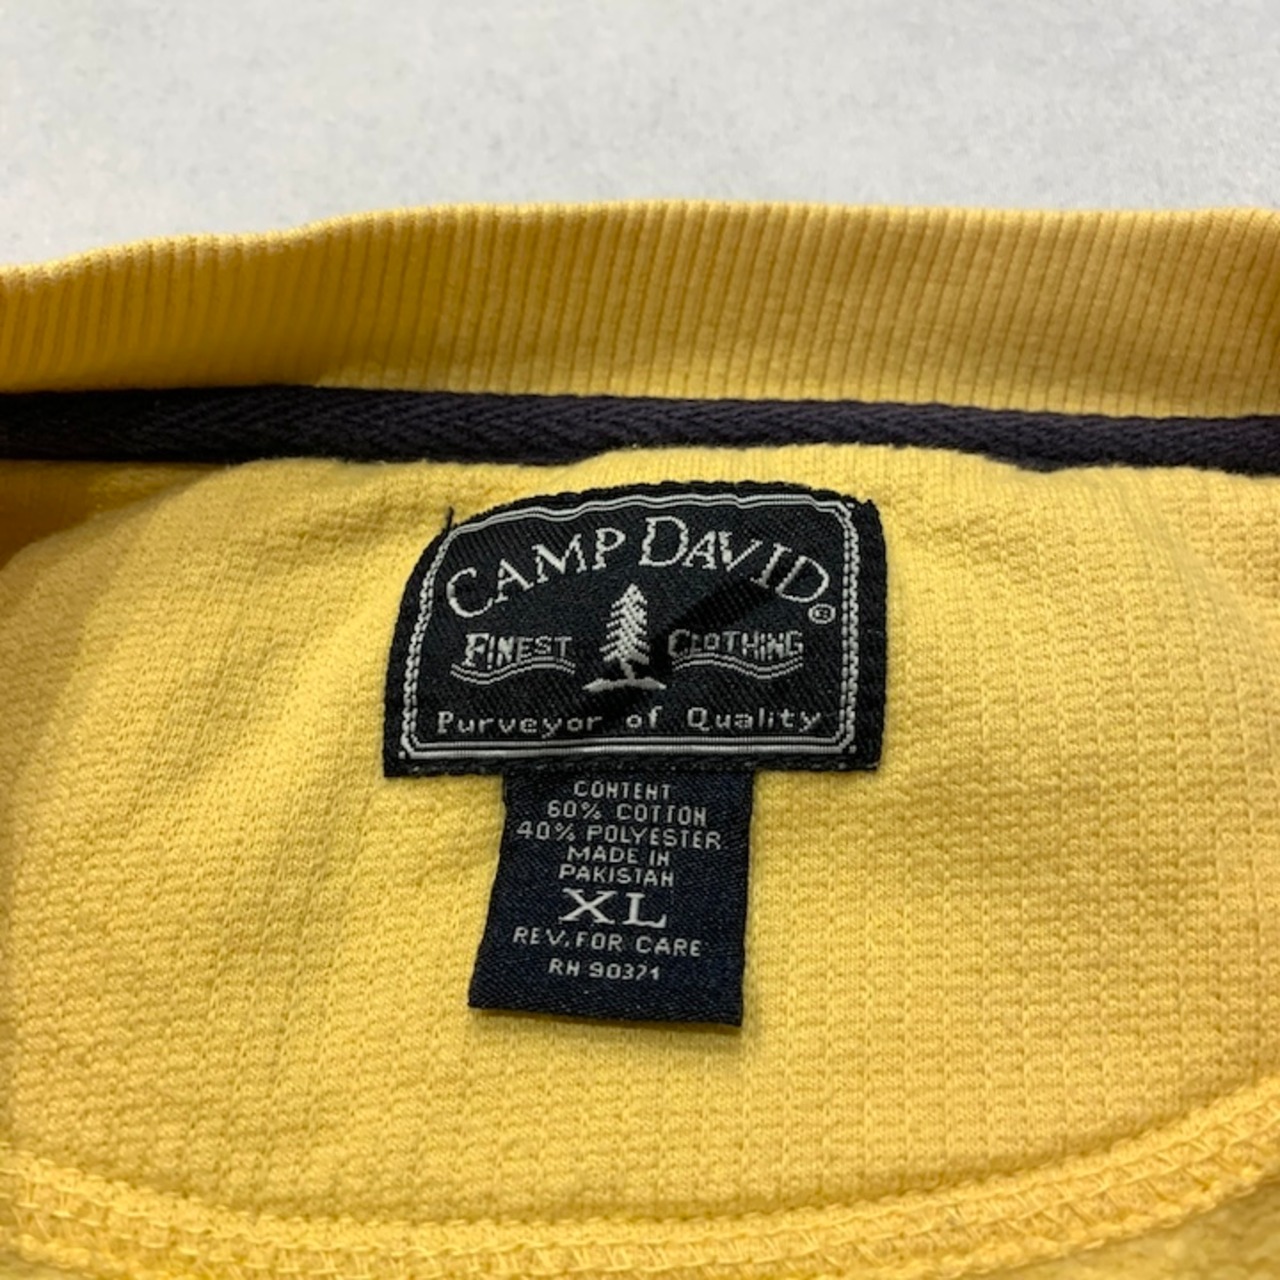 CAMP DAVID®
FINEST CLOTHING
Purveyor of Quality
CONTENT
60% COTTON
40% POLYESTER
MADE IN
PAKISTAN
XL
REV. FOR CARE
RN 90371